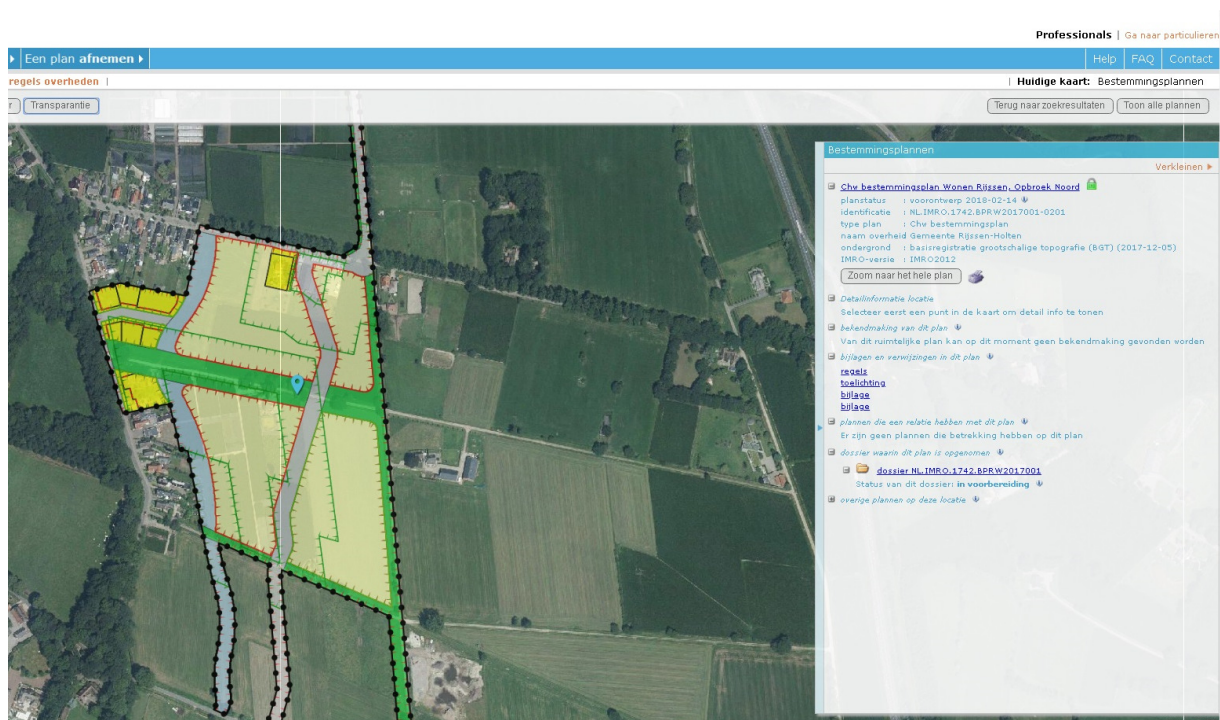 Professionals | Ga naar particulieren
Een plan afnemen
Help FAQ Contact
regels overheden |
| Huidige kaart: Bestemmingsplannen
r Transparantie
Terug naar zoekresultaten Toon alle plannen
Bestemmingsplannen
Verkleinen
Chw bestemmingsplan Wonen Rijssen, Opbroek Noord
planstatus : voorontwerp 2018-02-14
identificatie : NL.IMRO.1742.BPRW2017001-0201
type plan : Chw bestemmingsplan
naam overheid Gemeente Rijssen-Holten
ondergrond : basisregistratie grootschalige topografie (BGT) (2017-12-05)
IMRO-versie : IMRO2012
Zoom naar het hele plan
Detailinformatie locatie
Selecteer eerst een punt in de kaart om detail info te tonen
bekendmaking van dit plan
Van dit ruimtelijke plan kan op dit moment geen bekendmaking gevonden worden
bijlagen en verwijzingen in dit plan
regels
toelichting
bijlage
bijlage
plannen die een relatie hebben met dit plan
Er zijn geen plannen die betrekking hebben op dit plan
dossier waarin dit plan is opgenomen
dossier NL.IMRO.1742.BPRW2017001
Status van dit dossier: in voorbereiding
overige plannen op deze locatie